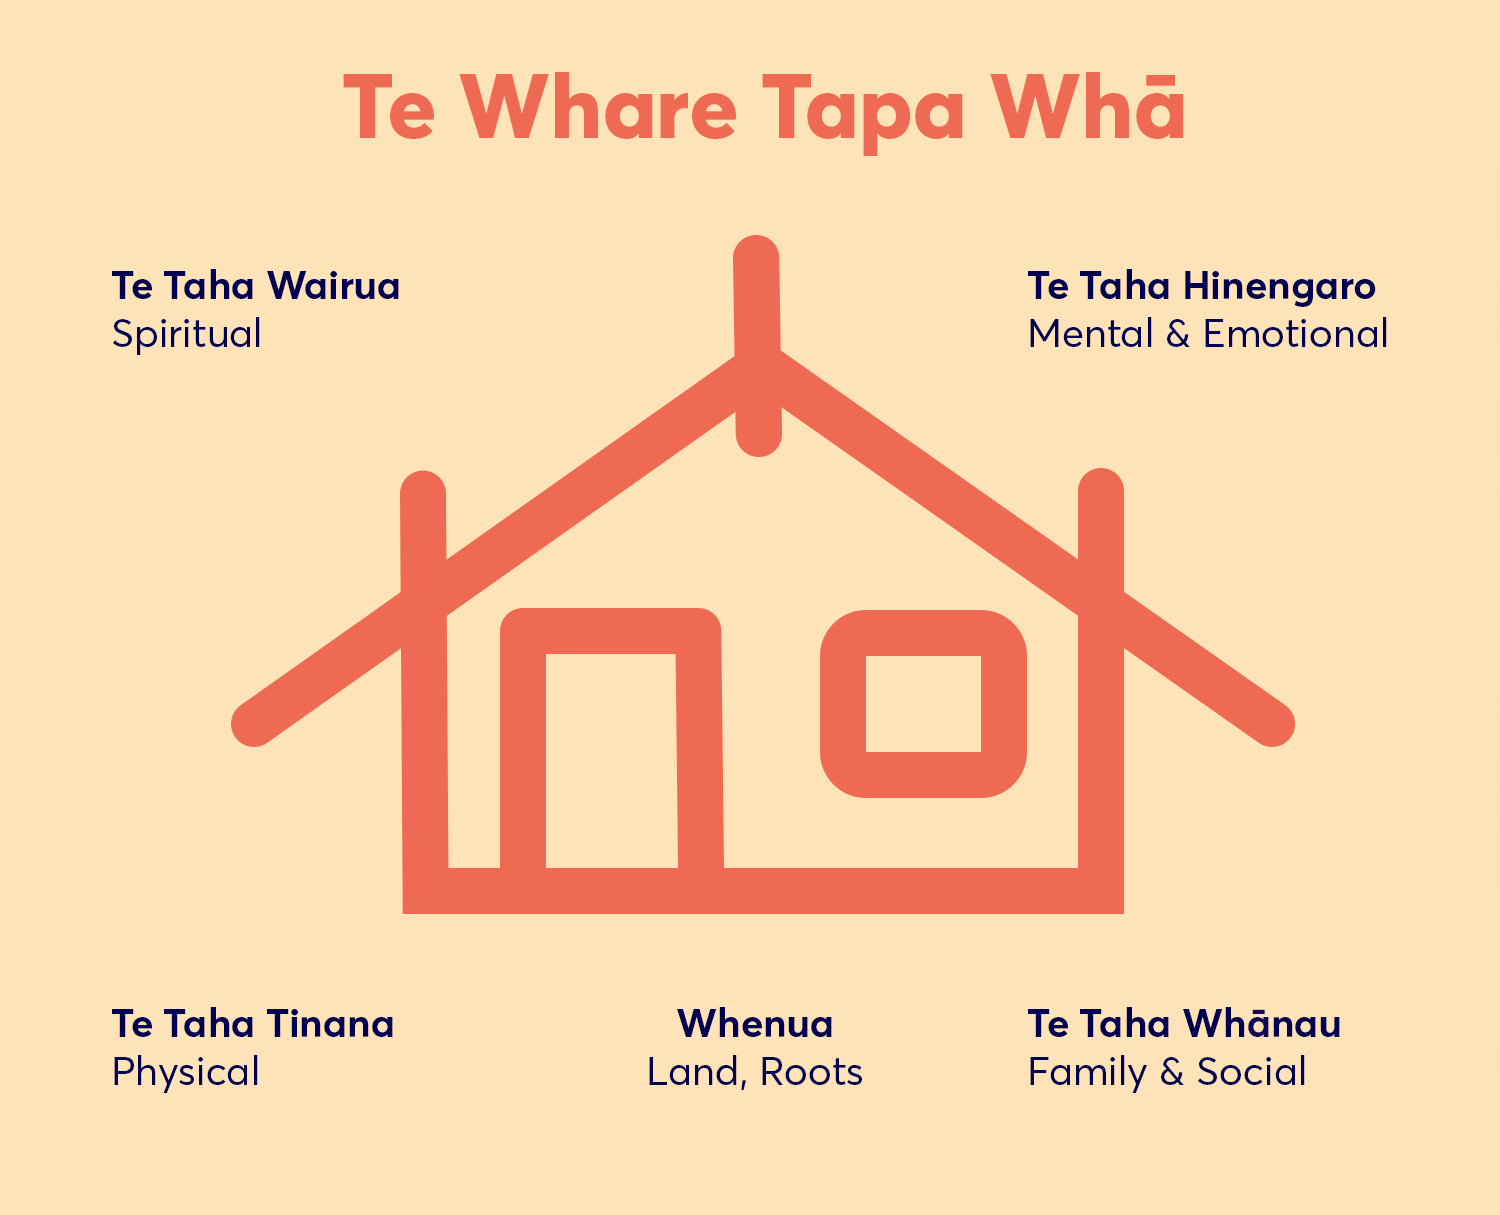 Te Whare Tapa Whā
Te Taha Wairua
Spiritual
Te Taha Hinengaro
Mental & Emotional
Te Taha Tinana
Physical
Whenua
Land, Roots
Te Taha Whānau
Family & Social